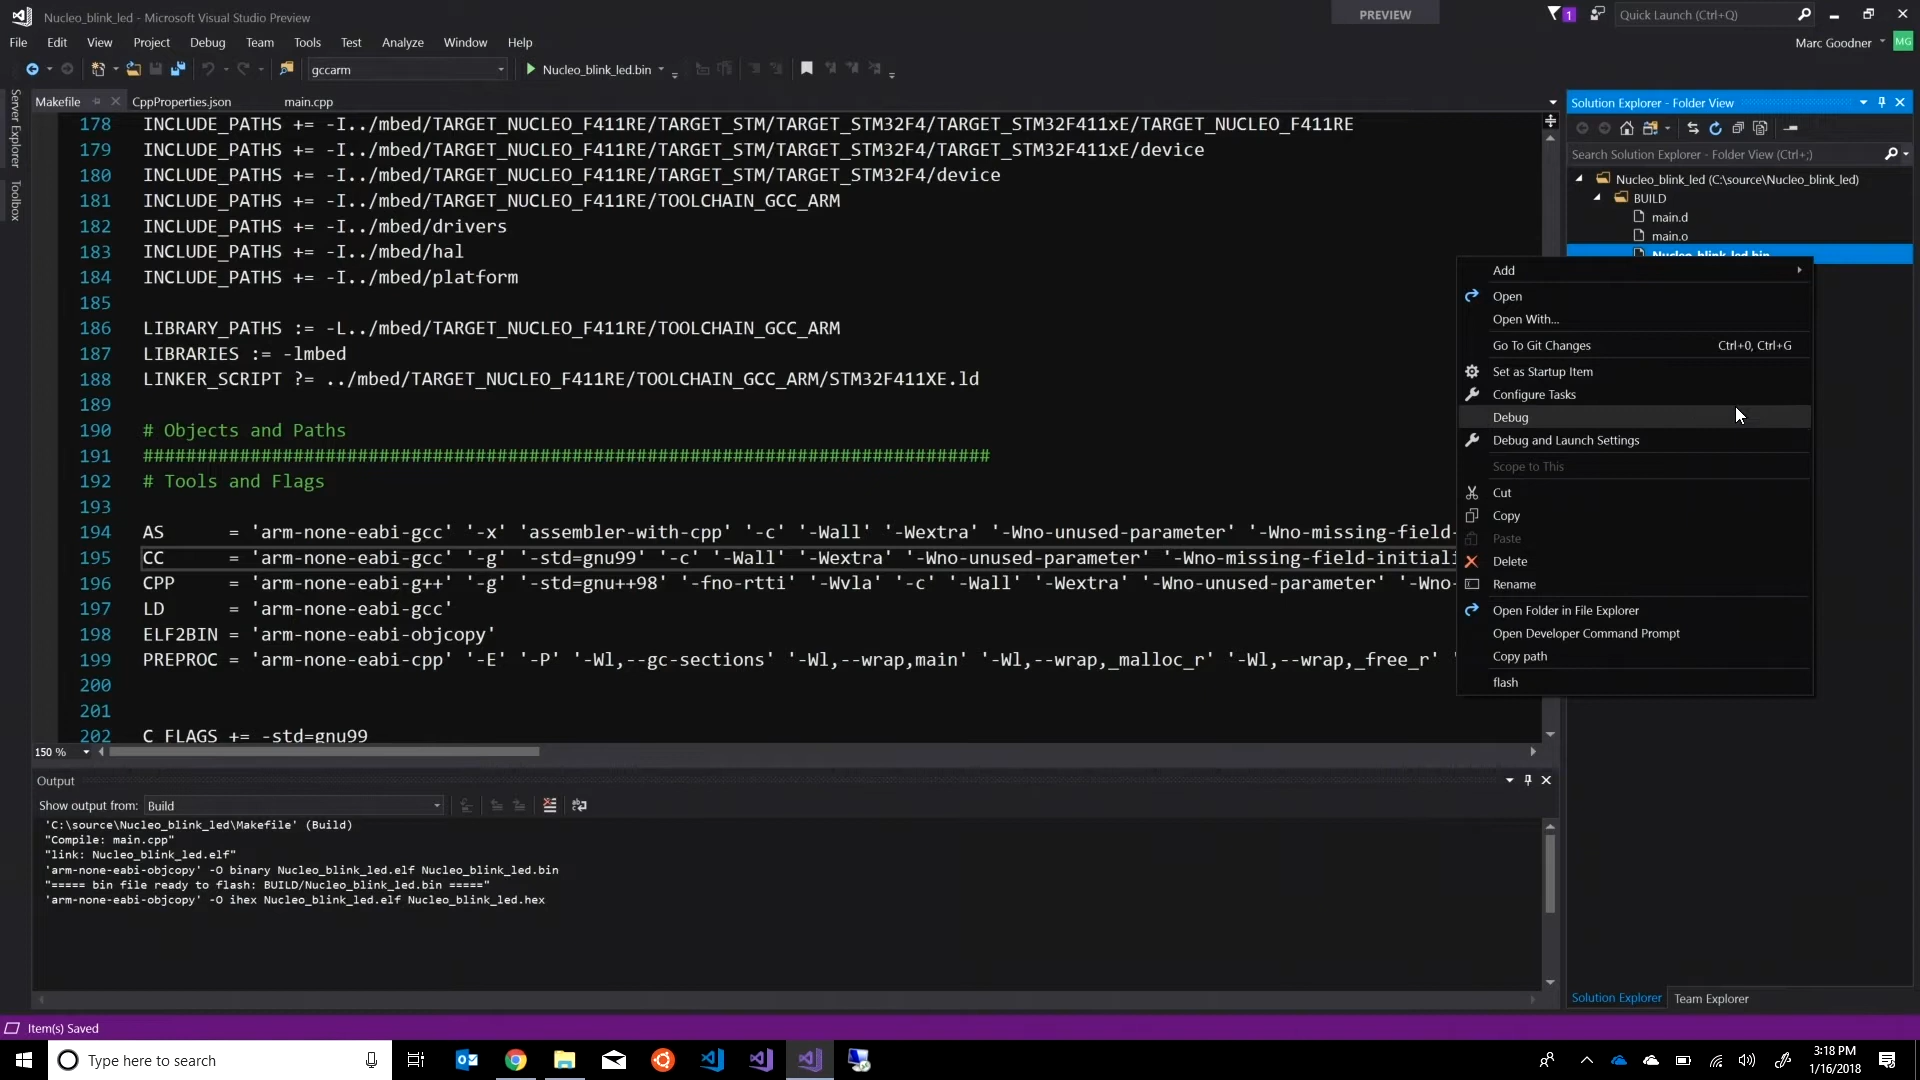 Nucleo_blink_led - Microsoft Visual Studio Preview
PREVIEW
1
Quick Launch (Ctrl+Q)
File Edit View Project Debug Team Tools Test Analyze Window Help
Marc Goodner
MG
gccarm
Nucleo_blink_led.bin
Server Explorer
Toolbox
Makefile
CppProperties.json
main.cpp
178 INCLUDE_PATHS += -I../mbed/TARGET_NUCLEO_F411RE/TARGET_STM/TARGET_STM32F4/TARGET_STM32F411xE/TARGET_NUCLEO_F411RE
179 INCLUDE_PATHS += -I../mbed/TARGET_NUCLEO_F411RE/TARGET_STM/TARGET_STM32F4/TARGET_STM32F411xE/device
180 INCLUDE_PATHS += -I../mbed/TARGET_NUCLEO_F411RE/TARGET_STM/TARGET_STM32F4/device
181 INCLUDE_PATHS += -I../mbed/TARGET_NUCLEO_F411RE/TOOLCHAIN_GCC_ARM
182 INCLUDE_PATHS += -I../mbed/drivers
183 INCLUDE_PATHS += -I../mbed/hal
184 INCLUDE_PATHS += -I../mbed/platform
185
186 LIBRARY_PATHS := -L../mbed/TARGET_NUCLEO_F411RE/TOOLCHAIN_GCC_ARM
187 LIBRARIES := -lmbed
188 LINKER_SCRIPT ?= ../mbed/TARGET_NUCLEO_F411RE/TOOLCHAIN_GCC_ARM/STM32F411XE.ld
189
190 # Objects and Paths
191 ###############################################################################
192 # Tools and Flags
193
194 AS = 'arm-none-eabi-gcc' '-x' 'assembler-with-cpp' '-c' '-Wall' '-Wextra' '-Wno-unused-parameter' '-Wno-missing-field-
195 CC = 'arm-none-eabi-gcc' '-g' '-std=gnu99' '-c' '-Wall' '-Wextra' '-Wno-unused-parameter' '-Wno-missing-field-initiali
196 CPP = 'arm-none-eabi-g++' '-g' '-std=gnu++98' '-fno-rtti' '-Wvla' '-c' '-Wall' '-Wextra' '-Wno-unused-parameter' '-Wno-
197 LD = 'arm-none-eabi-gcc'
198 ELF2BIN = 'arm-none-eabi-objcopy'
199 PREPROC = 'arm-none-eabi-cpp' '-E' '-P' '-Wl,--gc-sections' '-Wl,--wrap,main' '-Wl,--wrap,_malloc_r' '-Wl,--wrap,_free_r' '
200
201
202 C_FLAGS += -std=gnu99
150 %
Solution Explorer - Folder View
Search Solution Explorer - Folder View (Ctrl+;)
Nucleo_blink_led (C:\source\Nucleo_blink_led)
BUILD
main.d
main.o
Nucleo_blink_led.bin
Add
Open
Open With...
Go To Git Changes Ctrl+0, Ctrl+G
Set as Startup Item
Configure Tasks
Debug
Debug and Launch Settings
Scope to This
Cut
Copy
Paste
Delete
Rename
Open Folder in File Explorer
Open Developer Command Prompt
Copy path
flash
Output
Show output from: Build
'C:\source\Nucleo_blink_led\Makefile' (Build)
"Compile: main.cpp"
"link: Nucleo_blink_led.elf"
'arm-none-eabi-objcopy' -O binary Nucleo_blink_led.elf Nucleo_blink_led.bin
"===== bin file ready to flash: BUILD/Nucleo_blink_led.bin ====="
'arm-none-eabi-objcopy' -O ihex Nucleo_blink_led.elf Nucleo_blink_led.hex
Solution Explorer
Team Explorer
Item(s) Saved
Type here to search
3:18 PM
1/16/2018